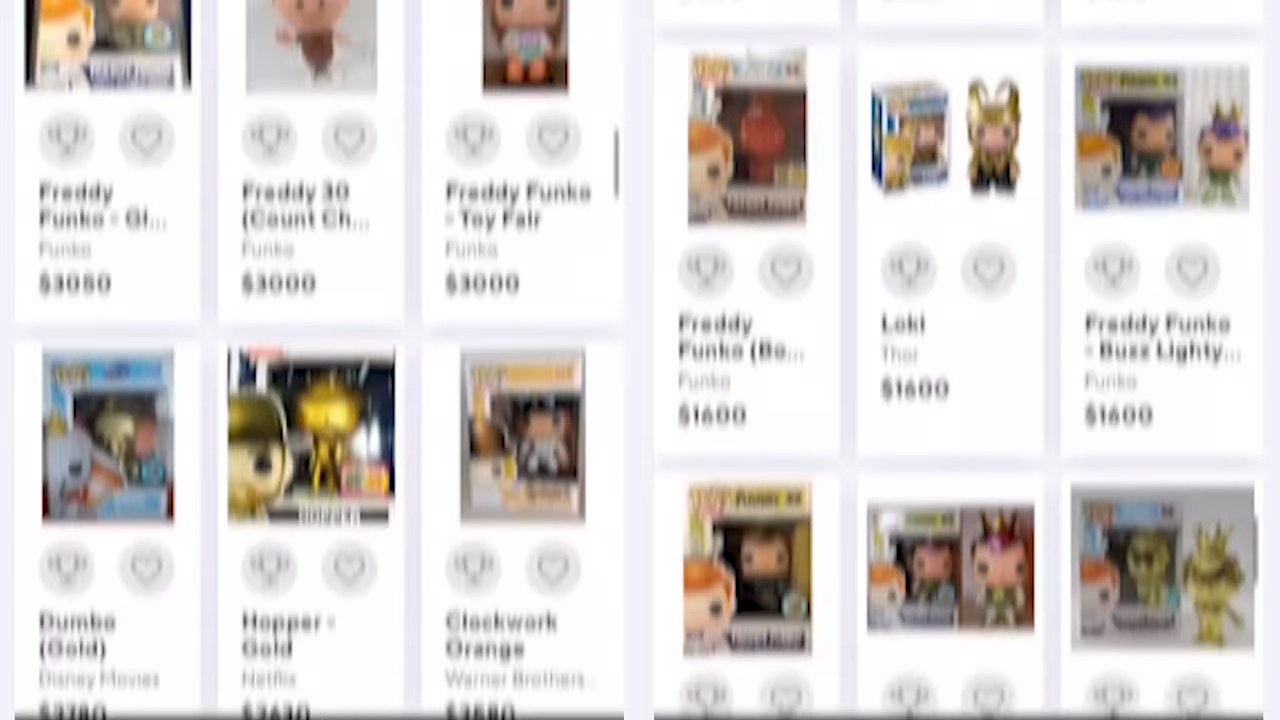 Freddy
Funko - Gl...
Funko
$3050
Freddy 30
(Count Ch...
Funko
$3000
Freddy Funko
- Toy Fair
Funko
$3000
Dumbo
(Gold)
Disney Movies
Hopper -
Gold
Netflix
Clockwork
Orange
Warner Brothers...
Freddy
Funko (Bo...
Funko
$1600
Loki
Thor
$1600
Freddy Funko
- Buzz Lighty...
Funko
$1600